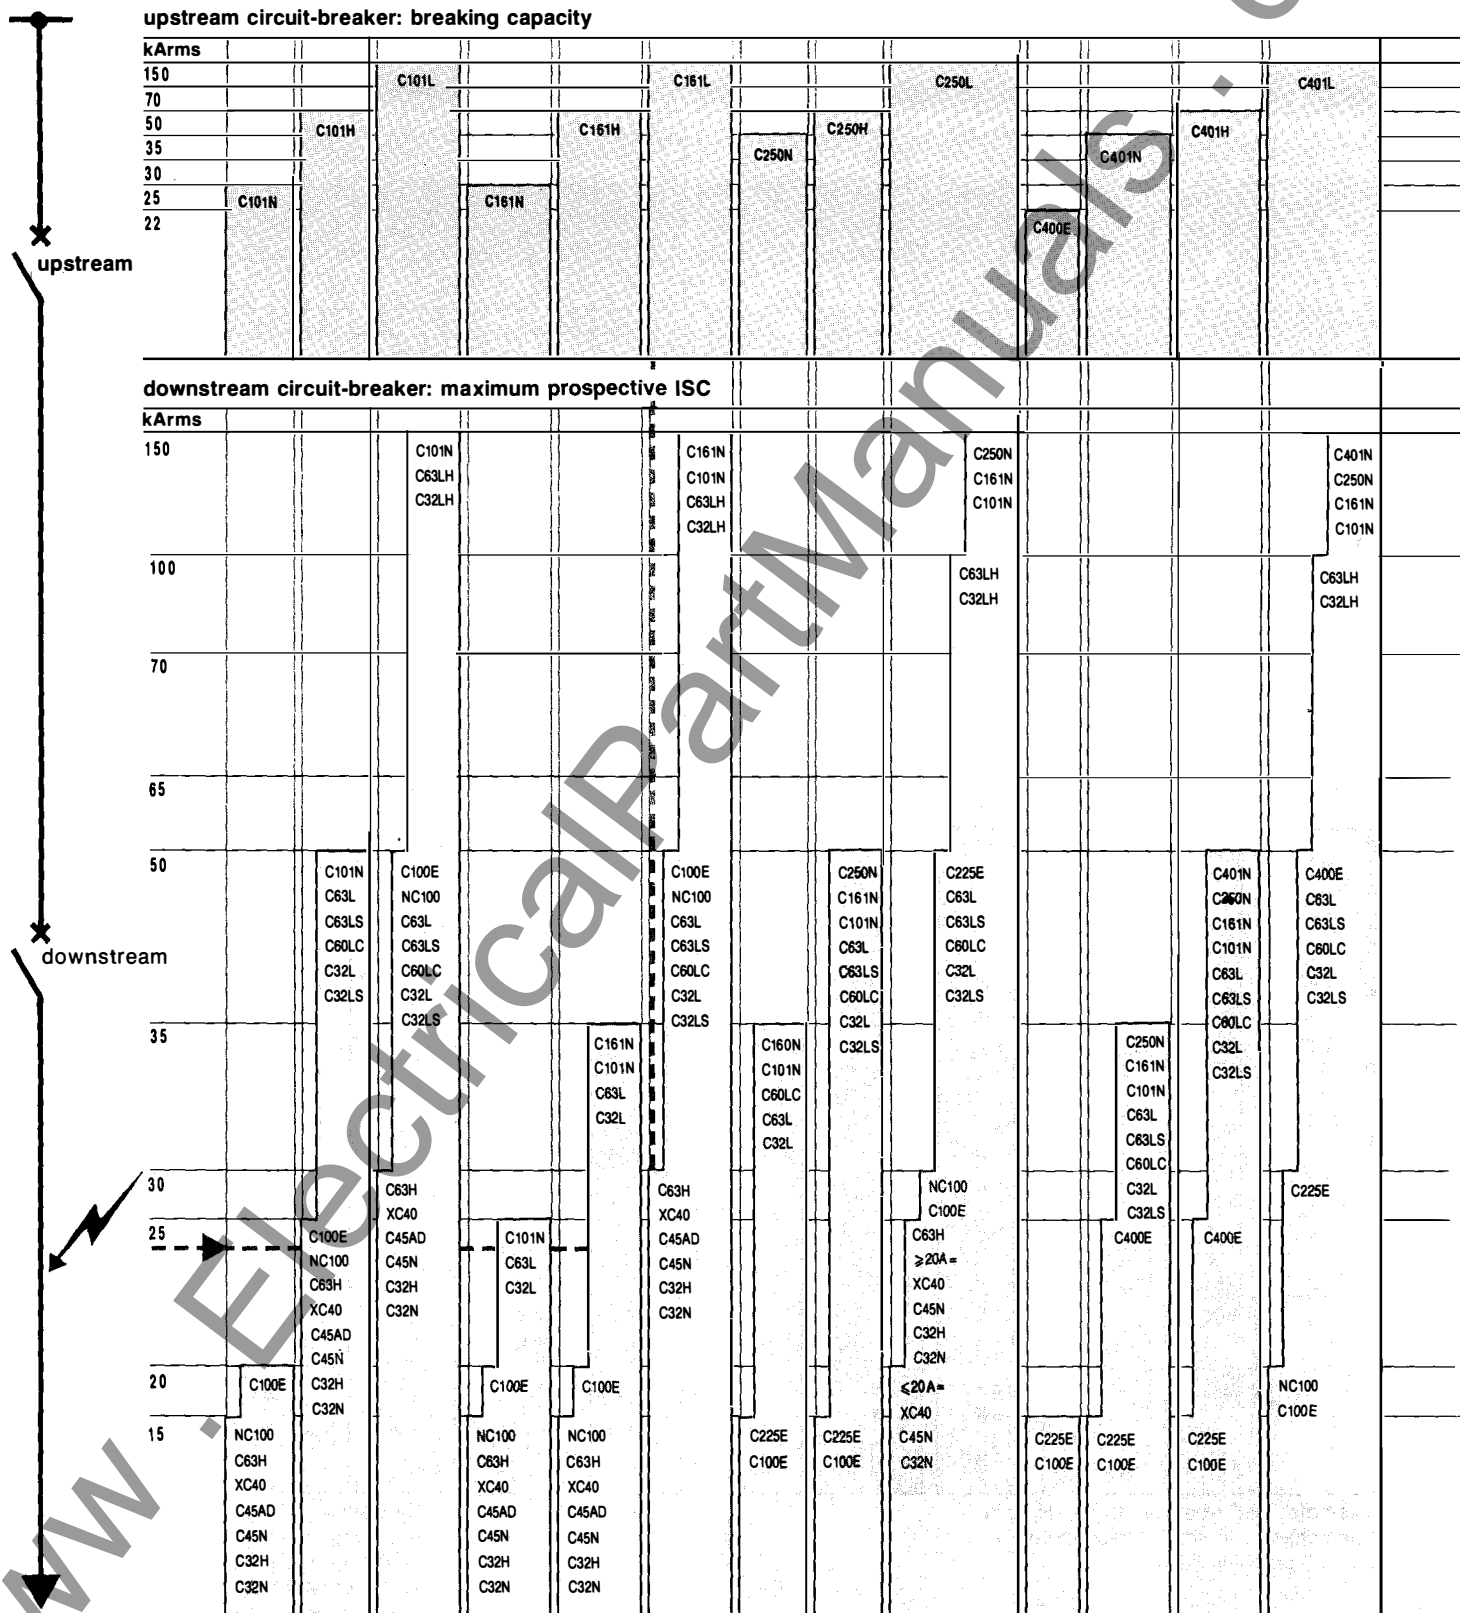 upstream circuit-breaker: breaking capacity
kArms
150
70
50
35
30
25
22
C101N
C101H
C101L
C161N
C161H
C161L
C250N
C250H
C250L
C400E
C401N
C401H
C401L
upstream
downstream
downstream circuit-breaker: maximum prospective ISC
kArms
150
100
70
65
50
35
30
25
20
15
C100E
NC100
C63H
XC40
C45AD
C45N
C32H
C32N
C101N
C63L
C63LS
C60LC
C32L
C32LS
C100E
NC100
C63H
XC40
C45AD
C45N
C32H
C32N
C101N
C63LH
C32LH
C100E
NC100
C63L
C63LS
C60LC
C32L
C32LS
C63H
XC40
C45AD
C45N
C32H
C32N
C101N
C63L
C32L
C100E
NC100
C63H
XC40
C45AD
C45N
C32H
C32N
C161N
C101N
C63L
C32L
C100E
NC100
C63H
XC40
C45AD
C45N
C32H
C32N
C161N
C101N
C63LH
C32LH
C100E
NC100
C63L
C63LS
C60LC
C32L
C32LS
C63H
XC40
C45AD
C45N
C32H
C32N
C160N
C101N
C60LC
C63L
C32L
C225E
C100E
C250N
C161N
C101N
C63L
C63LS
C60LC
C32L
C32LS
C225E
C100E
C250N
C161N
C101N
C63LH
C32LH
C225E
C63L
C63LS
C60LC
C32L
C32LS
NC100
C100E
C63H
≥20A=
XC40
C45N
C32H
C32N
≤20A=
XC40
C45N
C32N
C225E
C100E
C250N
C161N
C101N
C63L
C63LS
C60LC
C32L
C32LS
C400E
C225E
C100E
C401N
C250N
C161N
C101N
C63L
C63LS
C60LC
C32L
C32LS
C400E
C225E
C100E
C401N
C250N
C161N
C101N
C63LH
C32LH
C400E
C63L
C63LS
C60LC
C32L
C32LS
C225E
NC100
C100E
www.ElectricalPartManuals.c